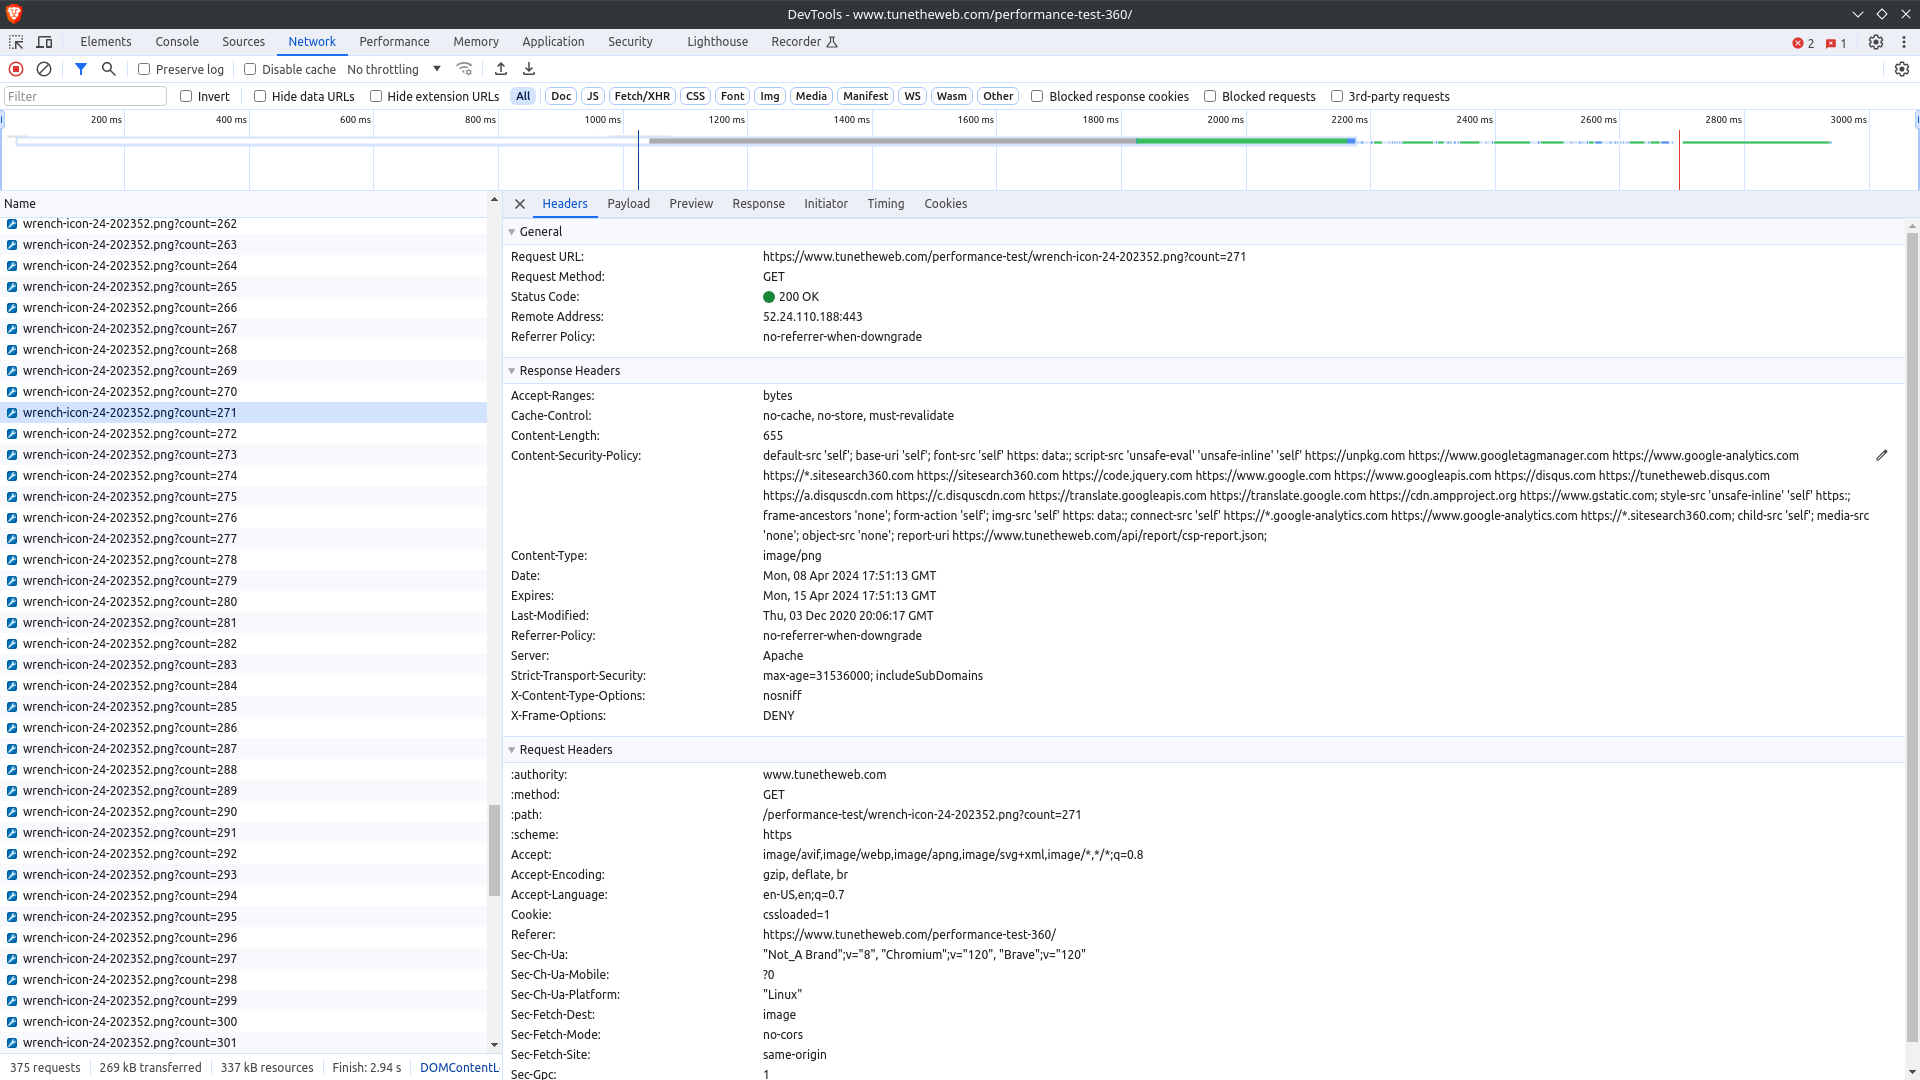 DevTools - www.tunetheweb.com/performance-test-360/
Elements Console Sources Network Performance Memory Application Security Lighthouse Recorder 2 1
Preserve log Disable cache No throttling
Filter Invert Hide data URLs Hide extension URLs All Doc JS Fetch/XHR CSS Font Img Media Manifest WS Wasm Other Blocked response cookies Blocked requests 3rd-party requests
200 ms 400 ms 600 ms 800 ms 1000 ms 1200 ms 1400 ms 1600 ms 1800 ms 2000 ms 2200 ms 2400 ms 2600 ms 2800 ms 3000 ms
Name
wrench-icon-24-202352.png?count=262
wrench-icon-24-202352.png?count=263
wrench-icon-24-202352.png?count=264
wrench-icon-24-202352.png?count=265
wrench-icon-24-202352.png?count=266
wrench-icon-24-202352.png?count=267
wrench-icon-24-202352.png?count=268
wrench-icon-24-202352.png?count=269
wrench-icon-24-202352.png?count=270
wrench-icon-24-202352.png?count=271
wrench-icon-24-202352.png?count=272
wrench-icon-24-202352.png?count=273
wrench-icon-24-202352.png?count=274
wrench-icon-24-202352.png?count=275
wrench-icon-24-202352.png?count=276
wrench-icon-24-202352.png?count=277
wrench-icon-24-202352.png?count=278
wrench-icon-24-202352.png?count=279
wrench-icon-24-202352.png?count=280
wrench-icon-24-202352.png?count=281
wrench-icon-24-202352.png?count=282
wrench-icon-24-202352.png?count=283
wrench-icon-24-202352.png?count=284
wrench-icon-24-202352.png?count=285
wrench-icon-24-202352.png?count=286
wrench-icon-24-202352.png?count=287
wrench-icon-24-202352.png?count=288
wrench-icon-24-202352.png?count=289
wrench-icon-24-202352.png?count=290
wrench-icon-24-202352.png?count=291
wrench-icon-24-202352.png?count=292
wrench-icon-24-202352.png?count=293
wrench-icon-24-202352.png?count=294
wrench-icon-24-202352.png?count=295
wrench-icon-24-202352.png?count=296
wrench-icon-24-202352.png?count=297
wrench-icon-24-202352.png?count=298
wrench-icon-24-202352.png?count=299
wrench-icon-24-202352.png?count=300
wrench-icon-24-202352.png?count=301
375 requests 269 kB transferred 337 kB resources Finish: 2.94 s DOMContentL
Headers Payload Preview Response Initiator Timing Cookies
General
Request URL: https://www.tunetheweb.com/performance-test/wrench-icon-24-202352.png?count=271
Request Method: GET
Status Code: 200 OK
Remote Address: 52.24.110.188:443
Referrer Policy: no-referrer-when-downgrade
Response Headers
Accept-Ranges: bytes
Cache-Control: no-cache, no-store, must-revalidate
Content-Length: 655
Content-Security-Policy: default-src 'self'; base-uri 'self'; font-src 'self' https: data:; script-src 'unsafe-eval' 'unsafe-inline' 'self' https://unpkg.com https://www.googletagmanager.com https://www.google-analytics.com
https://*.sitesearch360.com https://sitesearch360.com https://code.jquery.com https://www.google.com https://www.googleapis.com https://disqus.com https://tunetheweb.disqus.com
https://a.disquscdn.com https://c.disquscdn.com https://translate.googleapis.com https://translate.google.com https://cdn.ampproject.org https://www.gstatic.com; style-src 'unsafe-inline' 'self' https:;
frame-ancestors 'none'; form-action 'self'; img-src 'self' https: data:; connect-src 'self' https://*.google-analytics.com https://www.google-analytics.com https://*.sitesearch360.com; child-src 'self'; media-src
'none'; object-src 'none'; report-uri https://www.tunetheweb.com/api/report/csp-report.json;
Content-Type: image/png
Date: Mon, 08 Apr 2024 17:51:13 GMT
Expires: Mon, 15 Apr 2024 17:51:13 GMT
Last-Modified: Thu, 03 Dec 2020 20:06:17 GMT
Referrer-Policy: no-referrer-when-downgrade
Server: Apache
Strict-Transport-Security: max-age=31536000; includeSubDomains
X-Content-Type-Options: nosniff
X-Frame-Options: DENY
Request Headers
:authority: www.tunetheweb.com
:method: GET
:path: /performance-test/wrench-icon-24-202352.png?count=271
:scheme: https
Accept: image/avif,image/webp,image/apng,image/svg+xml,image/*,*/*;q=0.8
Accept-Encoding: gzip, deflate, br
Accept-Language: en-US,en;q=0.7
Cookie: cssloaded=1
Referer: https://www.tunetheweb.com/performance-test-360/
Sec-Ch-Ua: "Not_A Brand";v="8", "Chromium";v="120", "Brave";v="120"
Sec-Ch-Ua-Mobile: ?0
Sec-Ch-Ua-Platform: "Linux"
Sec-Fetch-Dest: image
Sec-Fetch-Mode: no-cors
Sec-Fetch-Site: same-origin
Sec-Gpc: 1